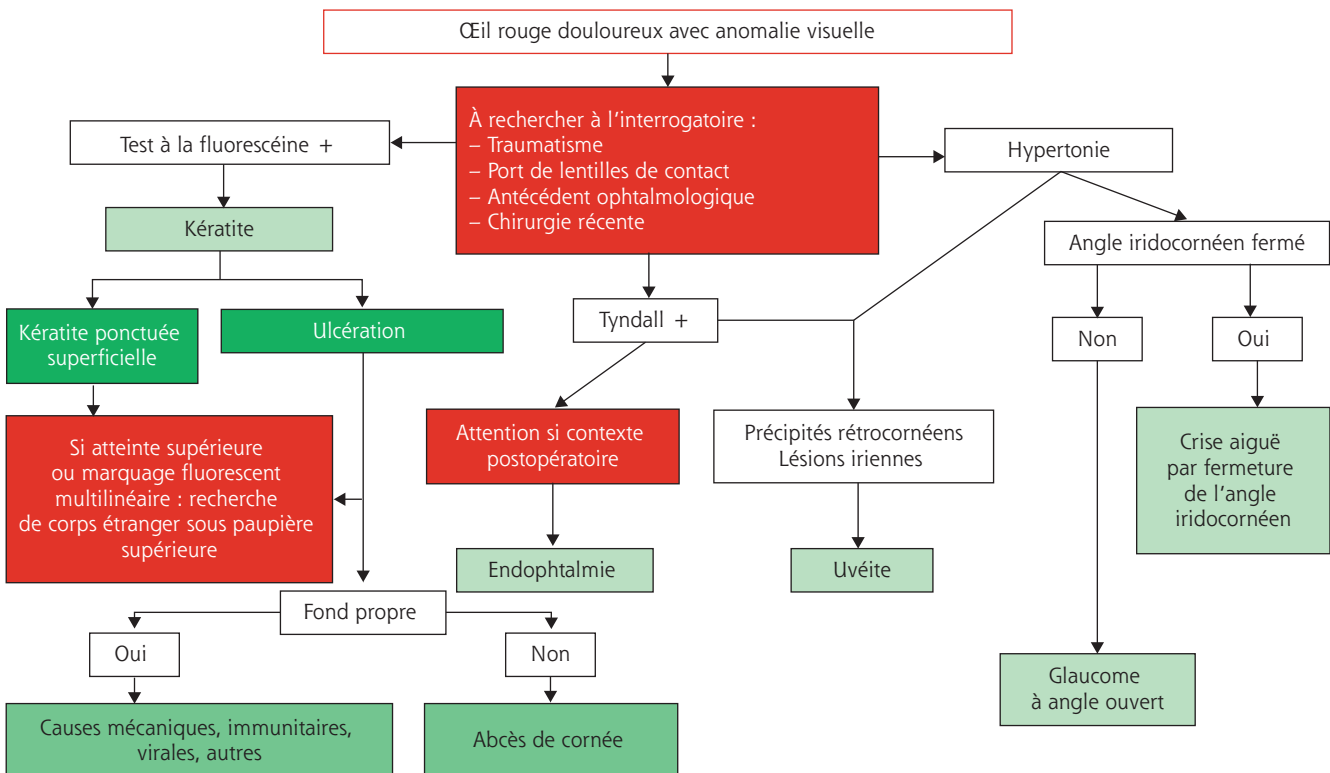 Œil rouge douloureux avec anomalie visuelle
À rechercher à l'interrogatoire :
– Traumatisme
– Port de lentilles de contact
– Antécédent ophtalmologique
– Chirurgie récente
Test à la fluorescéine +
Hypertonie
Kératite
Angle iridocornéen fermé
Kératite ponctuée
superficielle
Ulcération
Tyndall +
Non
Oui
Si atteinte supérieure
ou marquage fluorescent
multilinéaire : recherche
de corps étranger sous paupière
supérieure
Attention si contexte
postopératoire
Précipités rétrocornéens
Lésions iriennes
Crise aiguë
par fermeture
de l'angle
iridocornéen
Endophtalmie
Uvéite
Fond propre
Oui
Non
Glaucome
à angle ouvert
Causes mécaniques, immunitaires,
virales, autres
Abcès de cornée